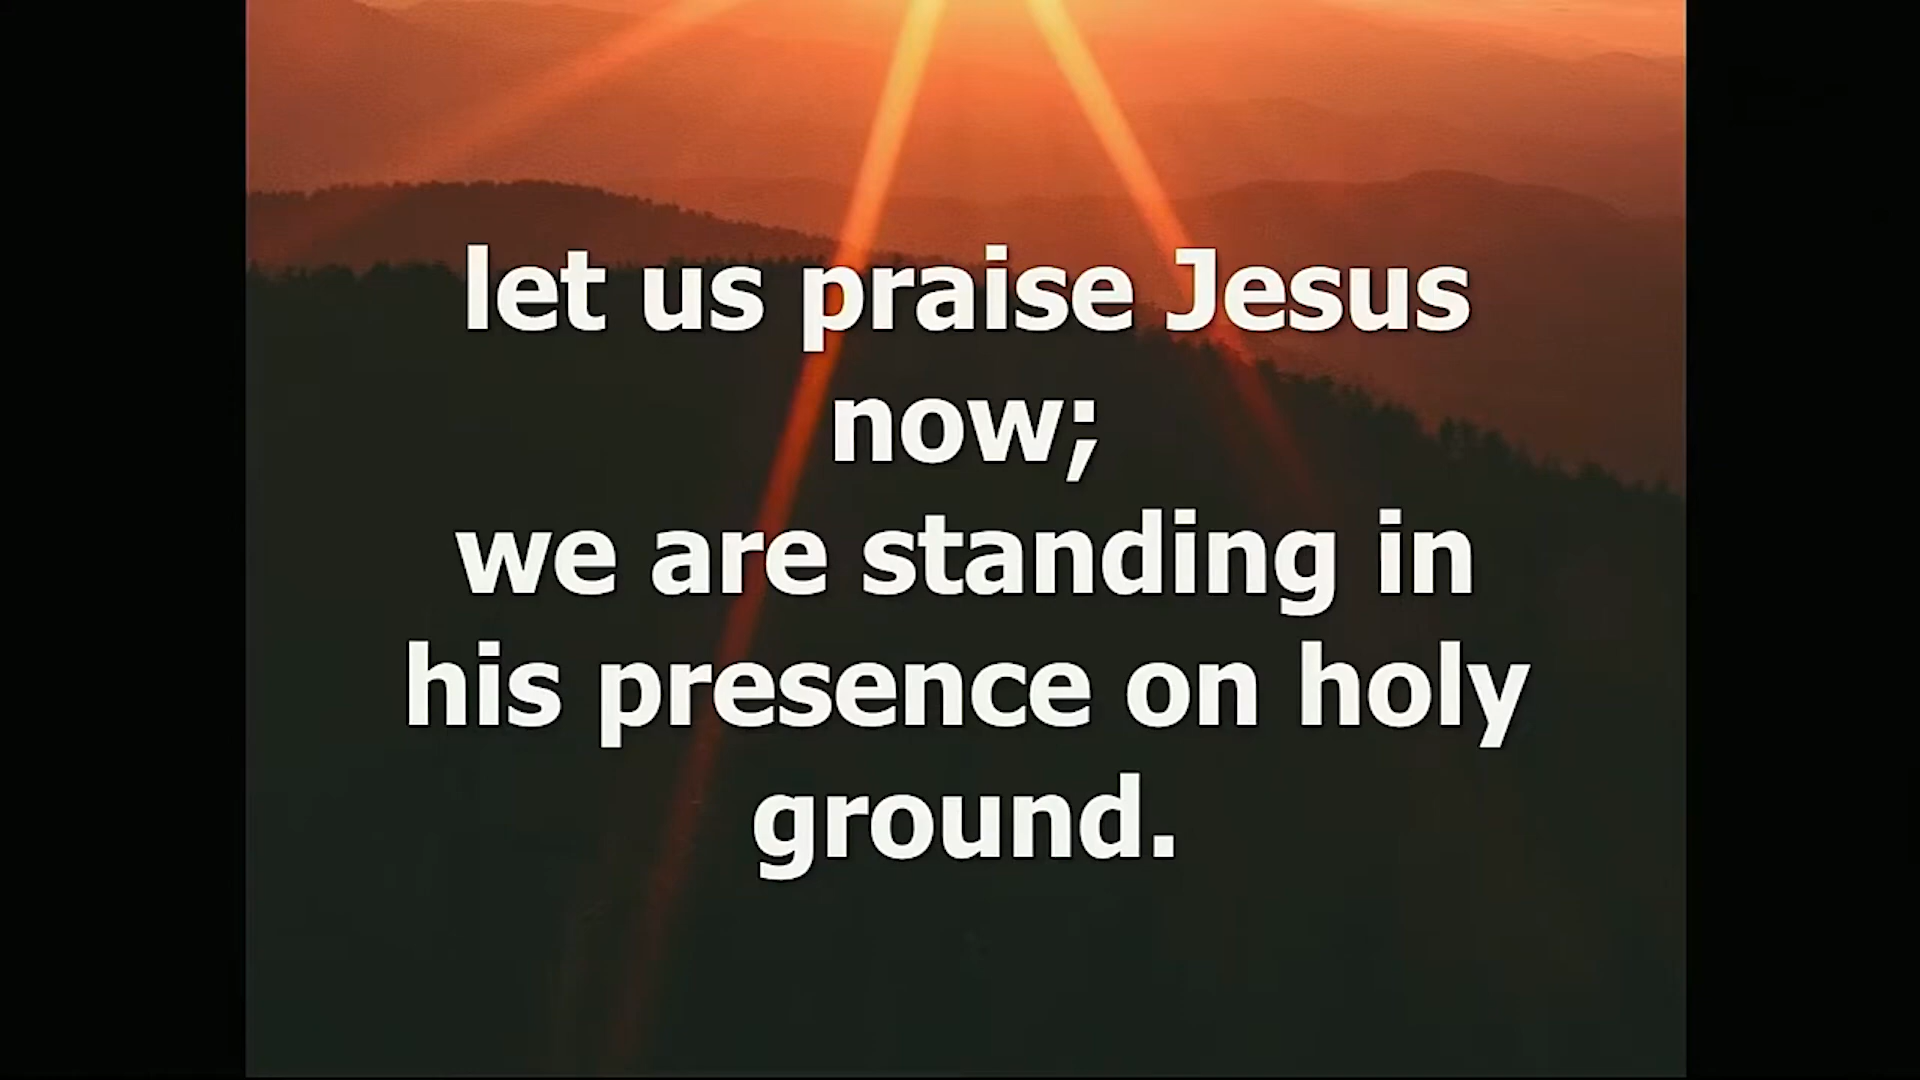 let us praise Jesus
now;
we are standing in
his presence on holy
ground.